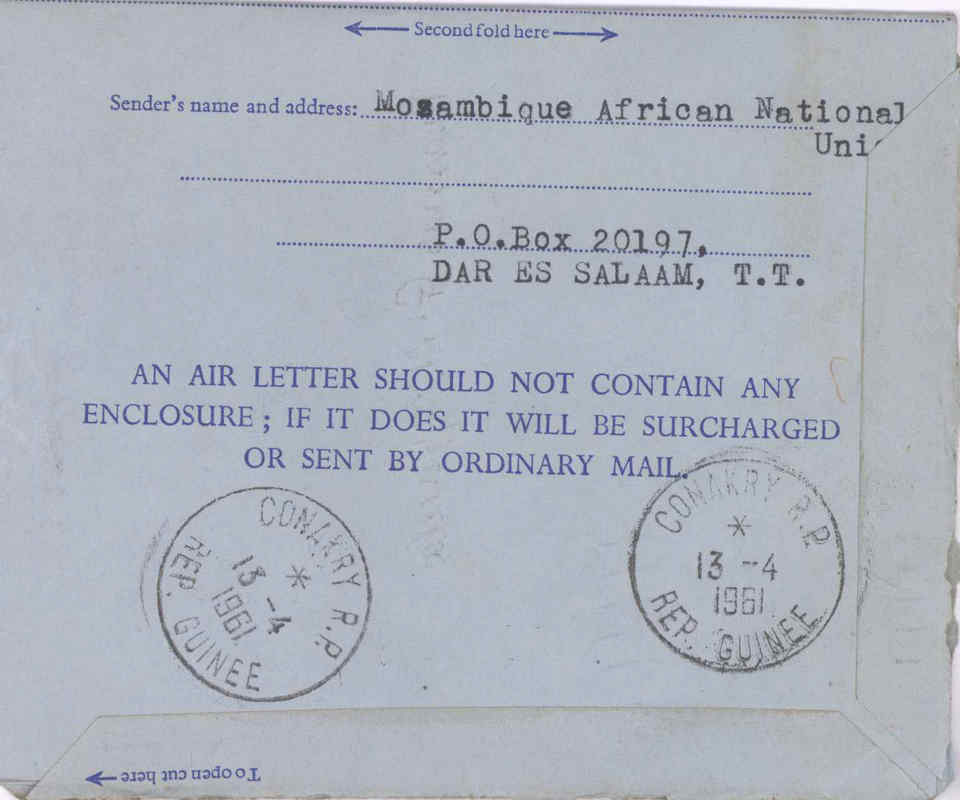 Second fold here
Sender's name and address: Mozambique African National
Uni
P.O.Box 20197,
DAR ES SALAAM, T.T.
AN AIR LETTER SHOULD NOT CONTAIN ANY
ENCLOSURE; IF IT DOES IT WILL BE SURCHARGED
OR SENT BY ORDINARY MAIL.
CONAKRY R.P.
13 -4
1961
REP. GUINEE
CONAKRY R.P.
13 -4
1961
REP. GUINEE
To open cut here